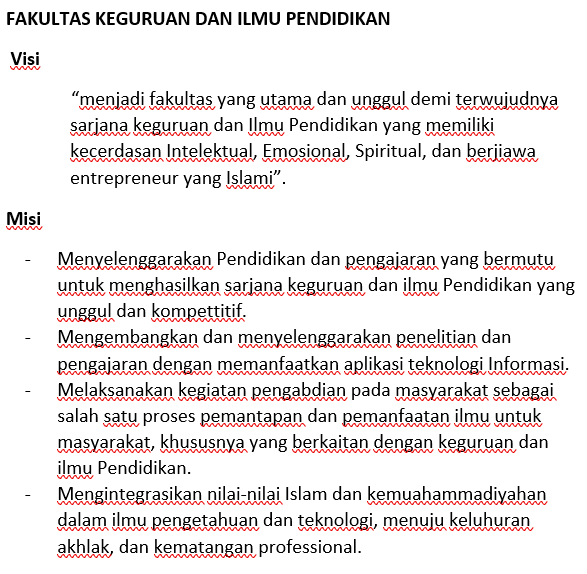 FAKULTAS KEGURUAN DAN ILMU PENDIDIKAN
Visi
“menjadi fakultas yang utama dan unggul demi terwujudnya
sarjana keguruan dan Ilmu Pendidikan yang memiliki
kecerdasan Intelektual, Emosional, Spiritual, dan berjiawa
entrepreneur yang Islami”.
Misi
- Menyelenggarakan Pendidikan dan pengajaran yang bermutu
untuk menghasilkan sarjana keguruan dan ilmu Pendidikan yang
unggul dan kompettitif.
- Mengembangkan dan menyelenggarakan penelitian dan
pengajaran dengan memanfaatkan aplikasi teknologi Informasi.
- Melaksanakan kegiatan pengabdian pada masyarakat sebagai
salah satu proses pemantapan dan pemanfaatan ilmu untuk
masyarakat, khususnya yang berkaitan dengan keguruan dan
ilmu Pendidikan.
- Mengintegrasikan nilai-nilai Islam dan kemuahammadiyahan
dalam ilmu pengetahuan dan teknologi, menuju keluhuran
akhlak, dan kematangan professional.